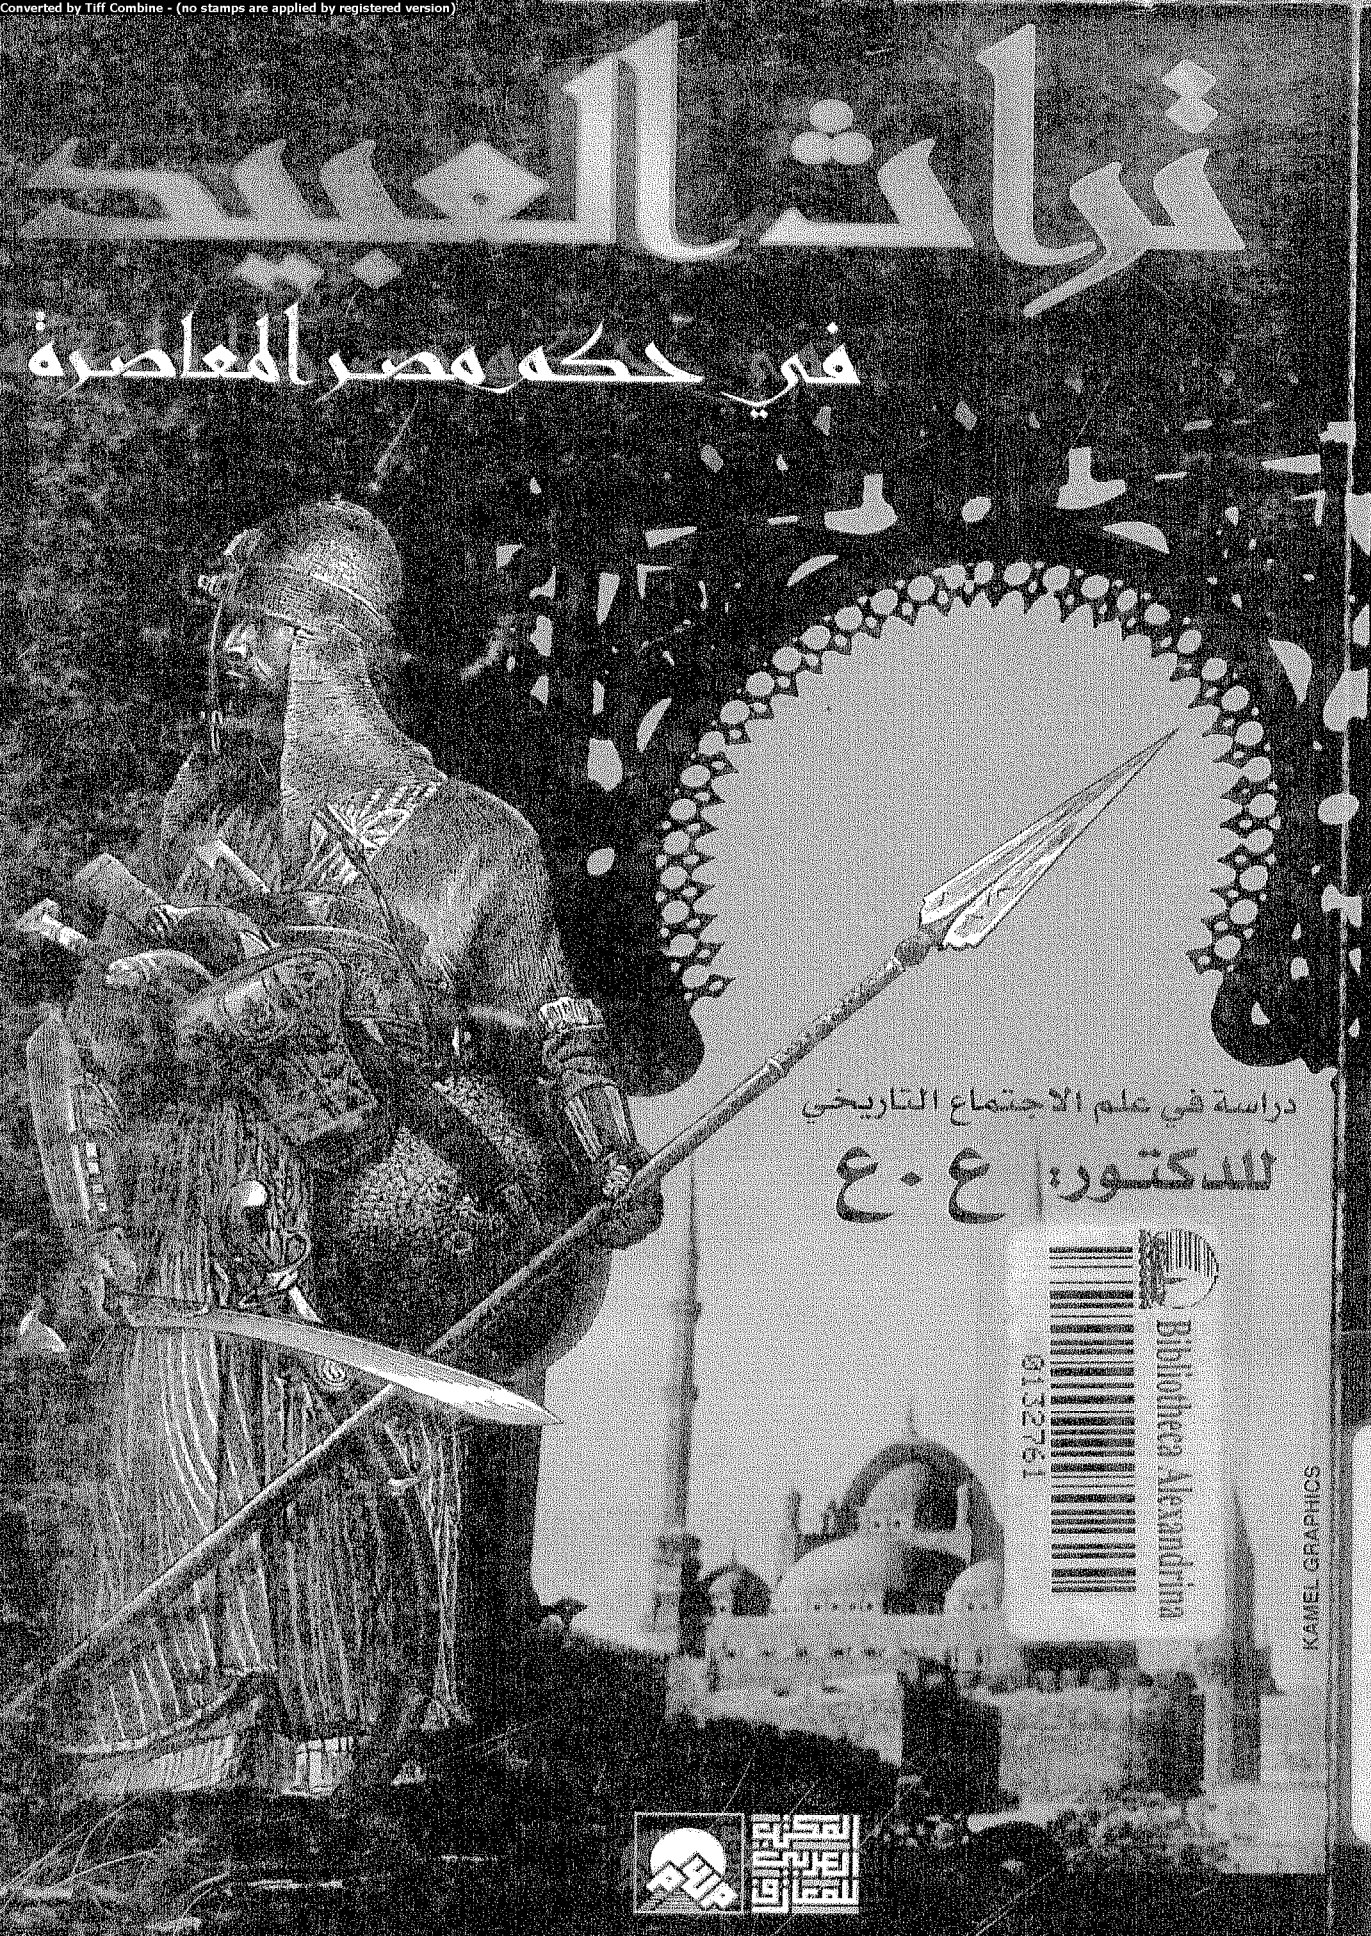 Converted by Tiff Combine - (no stamps are applied by registered version)
تراث العبيد
في حكم مصر المعاصرة
دراسة في علم الاجتماع التاريخي
للدكتور: ع.ع
Bibliotheca Alexandrina
0132761
KAMEL GRAPHICS
المكتب
العربي
للمعارف